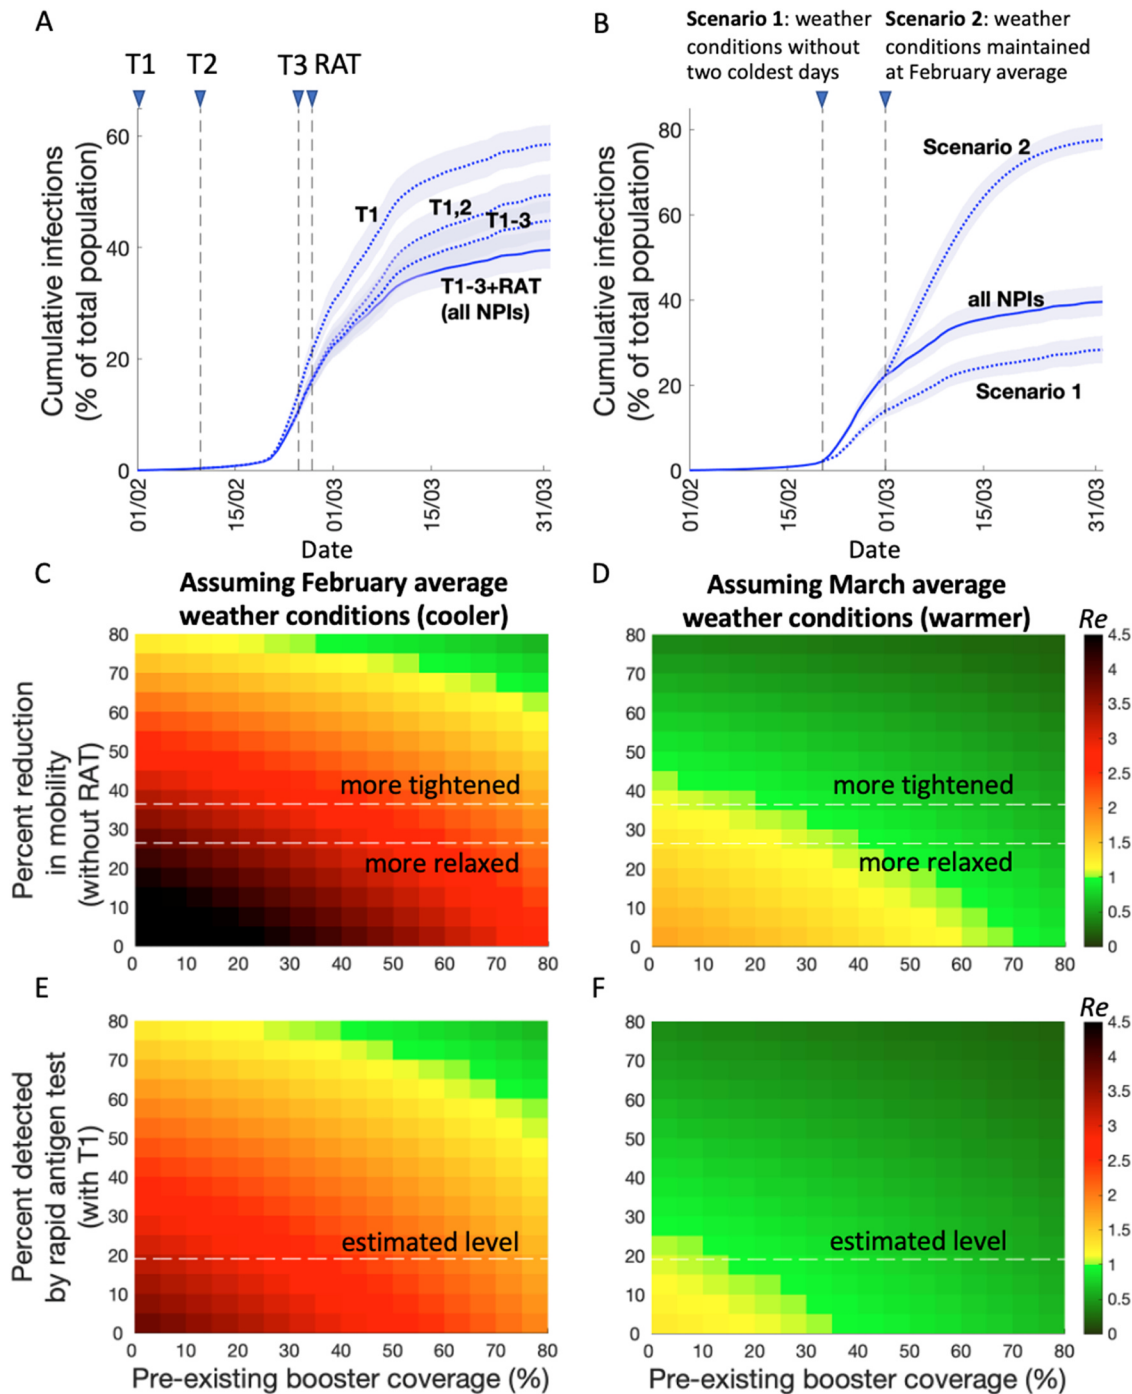 A
T1
T2
T3 RAT
Cumulative infections
(% of total population)
60
40
20
0
T1
T1,2
T1-3
T1-3+RAT
(all NPIs)
01/02
15/02
01/03
15/03
31/03
Date
B
Scenario 1: weather
conditions without
two coldest days
Scenario 2: weather
conditions maintained
at February average
Cumulative infections
(% of total population)
80
60
40
20
0
Scenario 2
all NPIs
Scenario 1
01/02
15/02
01/03
15/03
31/03
Date
C
Assuming February average
weather conditions (cooler)
Percent reduction
in mobility
(without RAT)
80
70
60
50
40
30
20
10
0
more tightened
more relaxed
0 10 20 30 40 50 60 70 80
D
Assuming March average
weather conditions (warmer)
80
70
60
50
40
30
20
10
0
more tightened
more relaxed
0 10 20 30 40 50 60 70 80
Re
4.5
4
3.5
3
2.5
2
1.5
1
0.5
0
E
Percent detected
by rapid antigen test
(with T1)
80
70
60
50
40
30
20
10
0
estimated level
0 10 20 30 40 50 60 70 80
Pre-existing booster coverage (%)
F
80
70
60
50
40
30
20
10
0
estimated level
0 10 20 30 40 50 60 70 80
Pre-existing booster coverage (%)
Re
4.5
4
3.5
3
2.5
2
1.5
1
0.5
0